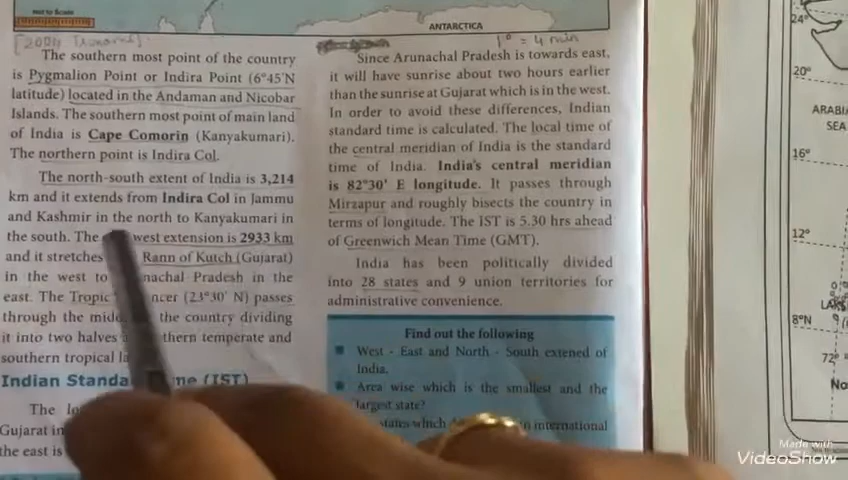 Not to Scale
ANTARCTICA
1° = 4 min
The southern most point of the country
is Pygmalion Point or Indira Point (6°45'N
latitude) located in the Andaman and Nicobar
Islands. The southern most point of main land
of India is Cape Comorin (Kanyakumari).
The northern point is Indira Col.
The north-south extent of India is 3,214
km and it extends from Indira Col in Jammu
and Kashmir in the north to Kanyakumari in
the south. The west extension is 2933 km
and it stretches Rann of Kutch (Gujarat)
in the west to nachal Pradesh in the
east. The Tropic ncer (23°30' N) passes
through the mid the country dividing
it into two halves a thern temperate and
southern tropical la
Indian Standa me (IST)
The lo
Gujarat in
the east is
Since Arunachal Pradesh is towards east,
it will have sunrise about two hours earlier
than the sunrise at Gujarat which is in the west.
In order to avoid these differences, Indian
standard time is calculated. The local time of
the central meridian of India is the standard
time of India. India's central meridian
is 82°30' E longitude. It passes through
Mirzapur and roughly bisects the country in
terms of longitude. The IST is 5.30 hrs ahead
of Greenwich Mean Time (GMT).
India has been politically divided
into 28 states and 9 union territories for
administrative convenience.
Find out the following
West - East and North - South extened of
India.
Area wise which is the smallest and the
largest state?
states which international
24°
20°
ARABI
SEA
16°
12°
8°N
72°
No
Made with
VideoShow